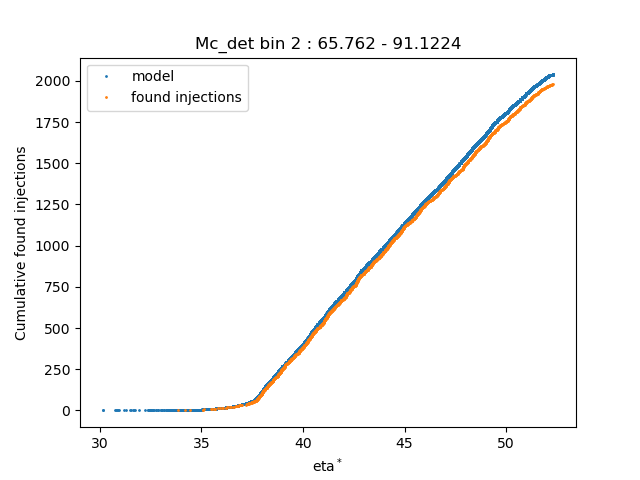 Mc_det bin 2 : 65.762 - 91.1224
model
found injections
Cumulative found injections
2000
1750
1500
1250
1000
750
500
250
0
30 35 40 45 50
eta*